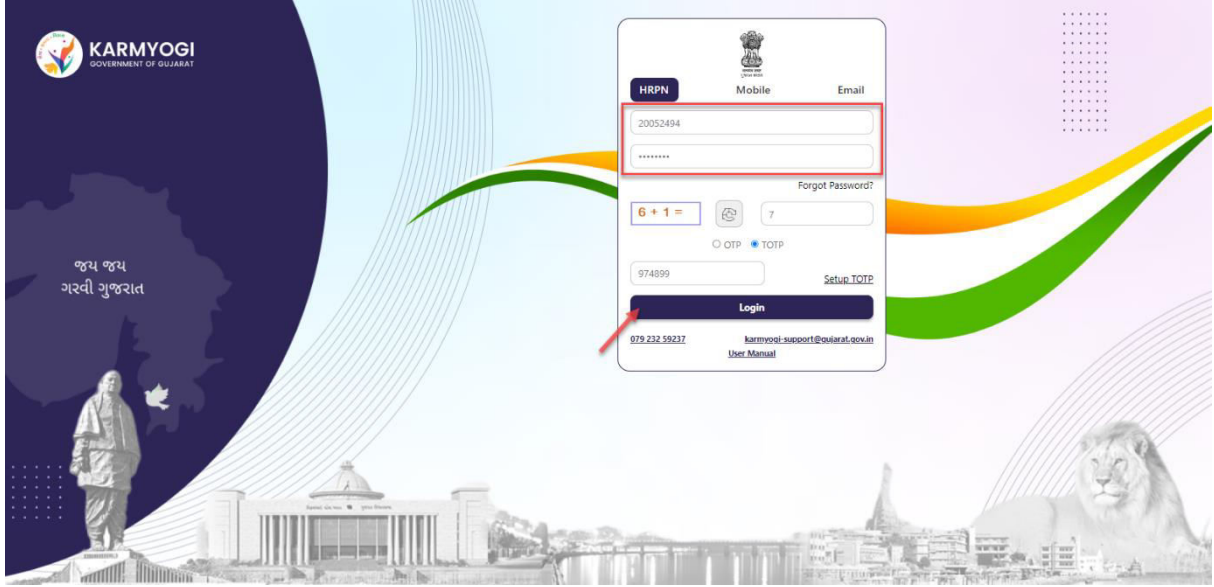 KARMYOGI
GOVERNMENT OF GUJARAT
જય જય
ગરવી ગુજરાત
HRPN Mobile Email
20052494
••••••••
Forgot Password?
6 + 1 = 7
OTP TOTP
974899 Setup TOTP
Login
079 232 59237 karmyogi-support@gujarat.gov.in
User Manual